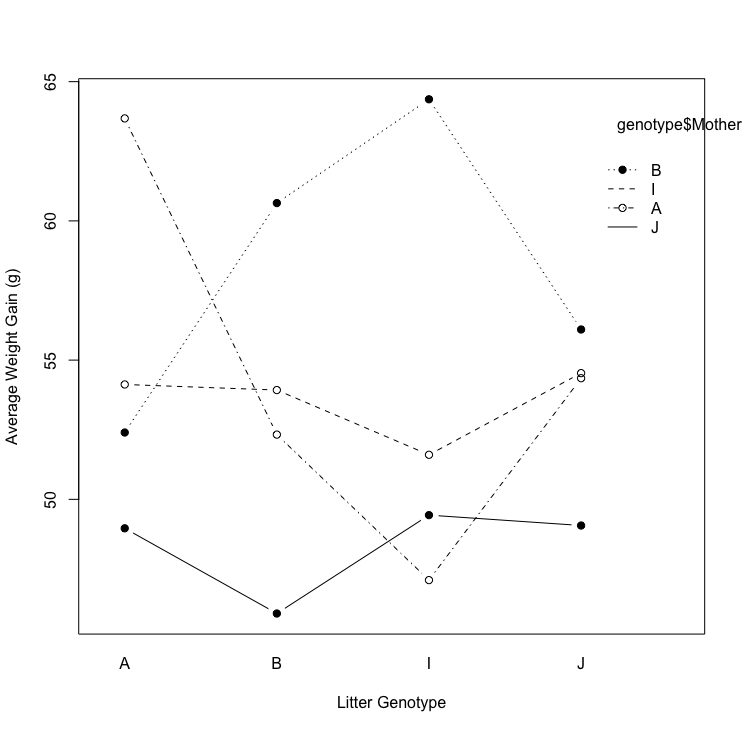 65
60
55
50
Average Weight Gain (g)
genotype$Mother
B
I
A
J
A B I J
Litter Genotype